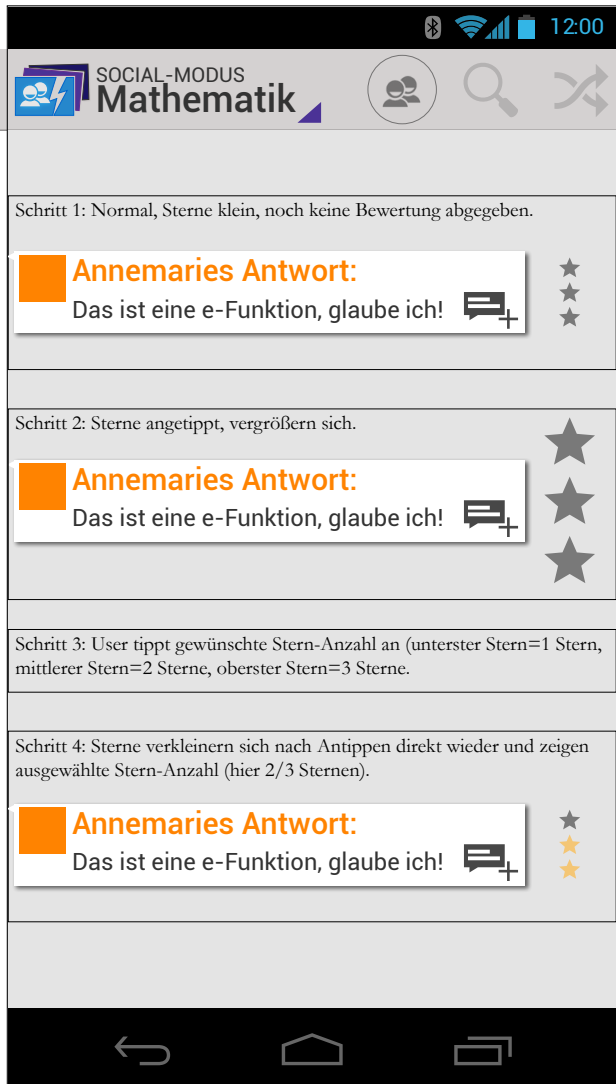 12:00
SOCIAL-MODUS
Mathematik
Schritt 1: Normal, Sterne klein, noch keine Bewertung abgegeben.
Annemaries Antwort:
Das ist eine e-Funktion, glaube ich!
Schritt 2: Sterne angetippt, vergrößern sich.
Annemaries Antwort:
Das ist eine e-Funktion, glaube ich!
Schritt 3: User tippt gewünschte Stern-Anzahl an (unterster Stern=1 Stern,
mittlerer Stern=2 Sterne, oberster Stern=3 Sterne.
Schritt 4: Sterne verkleinern sich nach Antippen direkt wieder und zeigen
ausgewählte Stern-Anzahl (hier 2/3 Sternen).
Annemaries Antwort:
Das ist eine e-Funktion, glaube ich!